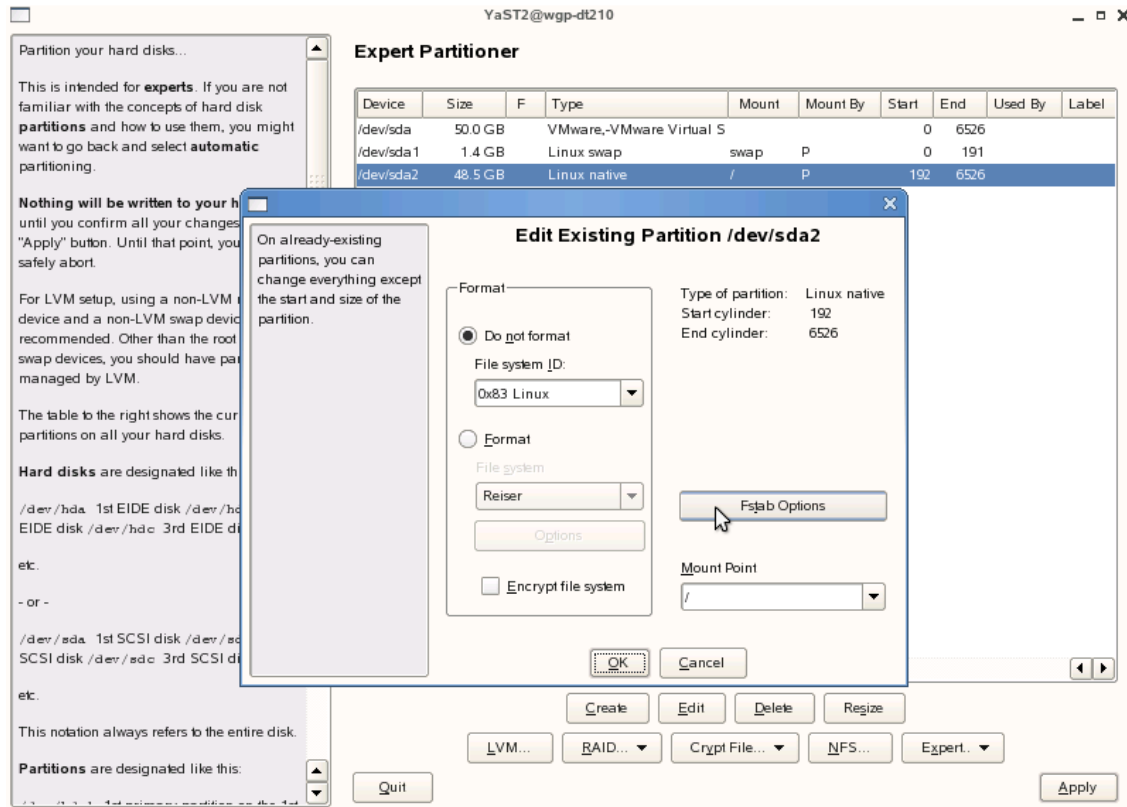 YaST2@wgp-dt210
Partition your hard disks...
This is intended for experts. If you are not
familiar with the concepts of hard disk
partitions and how to use them, you might
want to go back and select automatic
partitioning.
Nothing will be written to your h
until you confirm all your changes
"Apply" button. Until that point, you
safely abort.
For LVM setup, using a non-LVM
device and a non-LVM swap devic
recommended. Other than the root
swap devices, you should have par
managed by LVM.
The table to the right shows the cur
partitions on all your hard disks.
Hard disks are designated like th
/dev/hda 1st EIDE disk /dev/hd
EIDE disk /dev/hdc 3rd EIDE di
etc.
- or -
/dev/sda 1st SCSI disk /dev/sd
SCSI disk /dev/sdc 3rd SCSI di
etc.
This notation always refers to the entire disk.
Partitions are designated like this:
1st primary partition on the 1st
Expert Partitioner
Device Size F Type Mount Mount By Start End Used By Label
/dev/sda 50.0 GB VMware,-VMware Virtual S 0 6526
/dev/sda1 1.4 GB Linux swap swap P 0 191
/dev/sda2 48.5 GB Linux native / P 192 6526
On already-existing
partitions, you can
change everything except
the start and size of the
partition.
Edit Existing Partition /dev/sda2
Format
Do not format
File system ID:
0x83 Linux
Format
File system
Reiser
Options
Encrypt file system
Type of partition: Linux native
Start cylinder: 192
End cylinder: 6526
Fstab Options
Mount Point
/
OK Cancel
Create Edit Delete Resize
LVM... RAID... Crypt File... NFS... Expert..
Quit Apply